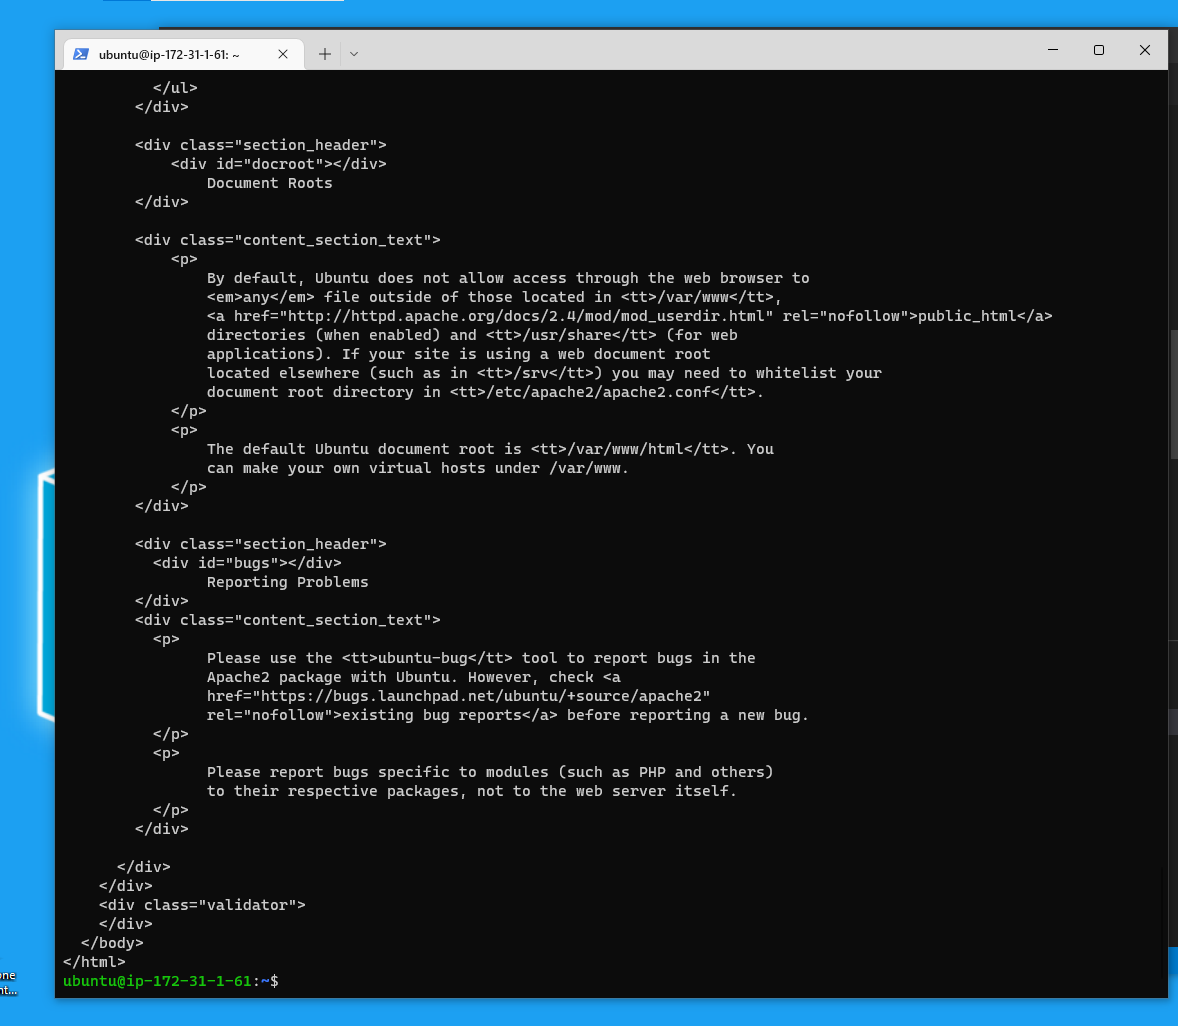 ubuntu@ip-172-31-1-61: ~
</ul>
</div>
<div class="section_header">
<div id="docroot"></div>
Document Roots
</div>
<div class="content_section_text">
<p>
By default, Ubuntu does not allow access through the web browser to
<em>any</em> file outside of those located in <tt>/var/www</tt>,
<a href="http://httpd.apache.org/docs/2.4/mod/mod_userdir.html" rel="nofollow">public_html</a>
directories (when enabled) and <tt>/usr/share</tt> (for web
applications). If your site is using a web document root
located elsewhere (such as in <tt>/srv</tt>) you may need to whitelist your
document root directory in <tt>/etc/apache2/apache2.conf</tt>.
</p>
<p>
The default Ubuntu document root is <tt>/var/www/html</tt>. You
can make your own virtual hosts under /var/www.
</p>
</div>
<div class="section_header">
<div id="bugs"></div>
Reporting Problems
</div>
<div class="content_section_text">
<p>
Please use the <tt>ubuntu-bug</tt> tool to report bugs in the
Apache2 package with Ubuntu. However, check <a
href="https://bugs.launchpad.net/ubuntu/+source/apache2"
rel="nofollow">existing bug reports</a> before reporting a new bug.
</p>
<p>
Please report bugs specific to modules (such as PHP and others)
to their respective packages, not to the web server itself.
</p>
</div>
</div>
</div>
<div class="validator">
</div>
</body>
</html>
ubuntu@ip-172-31-1-61:~$